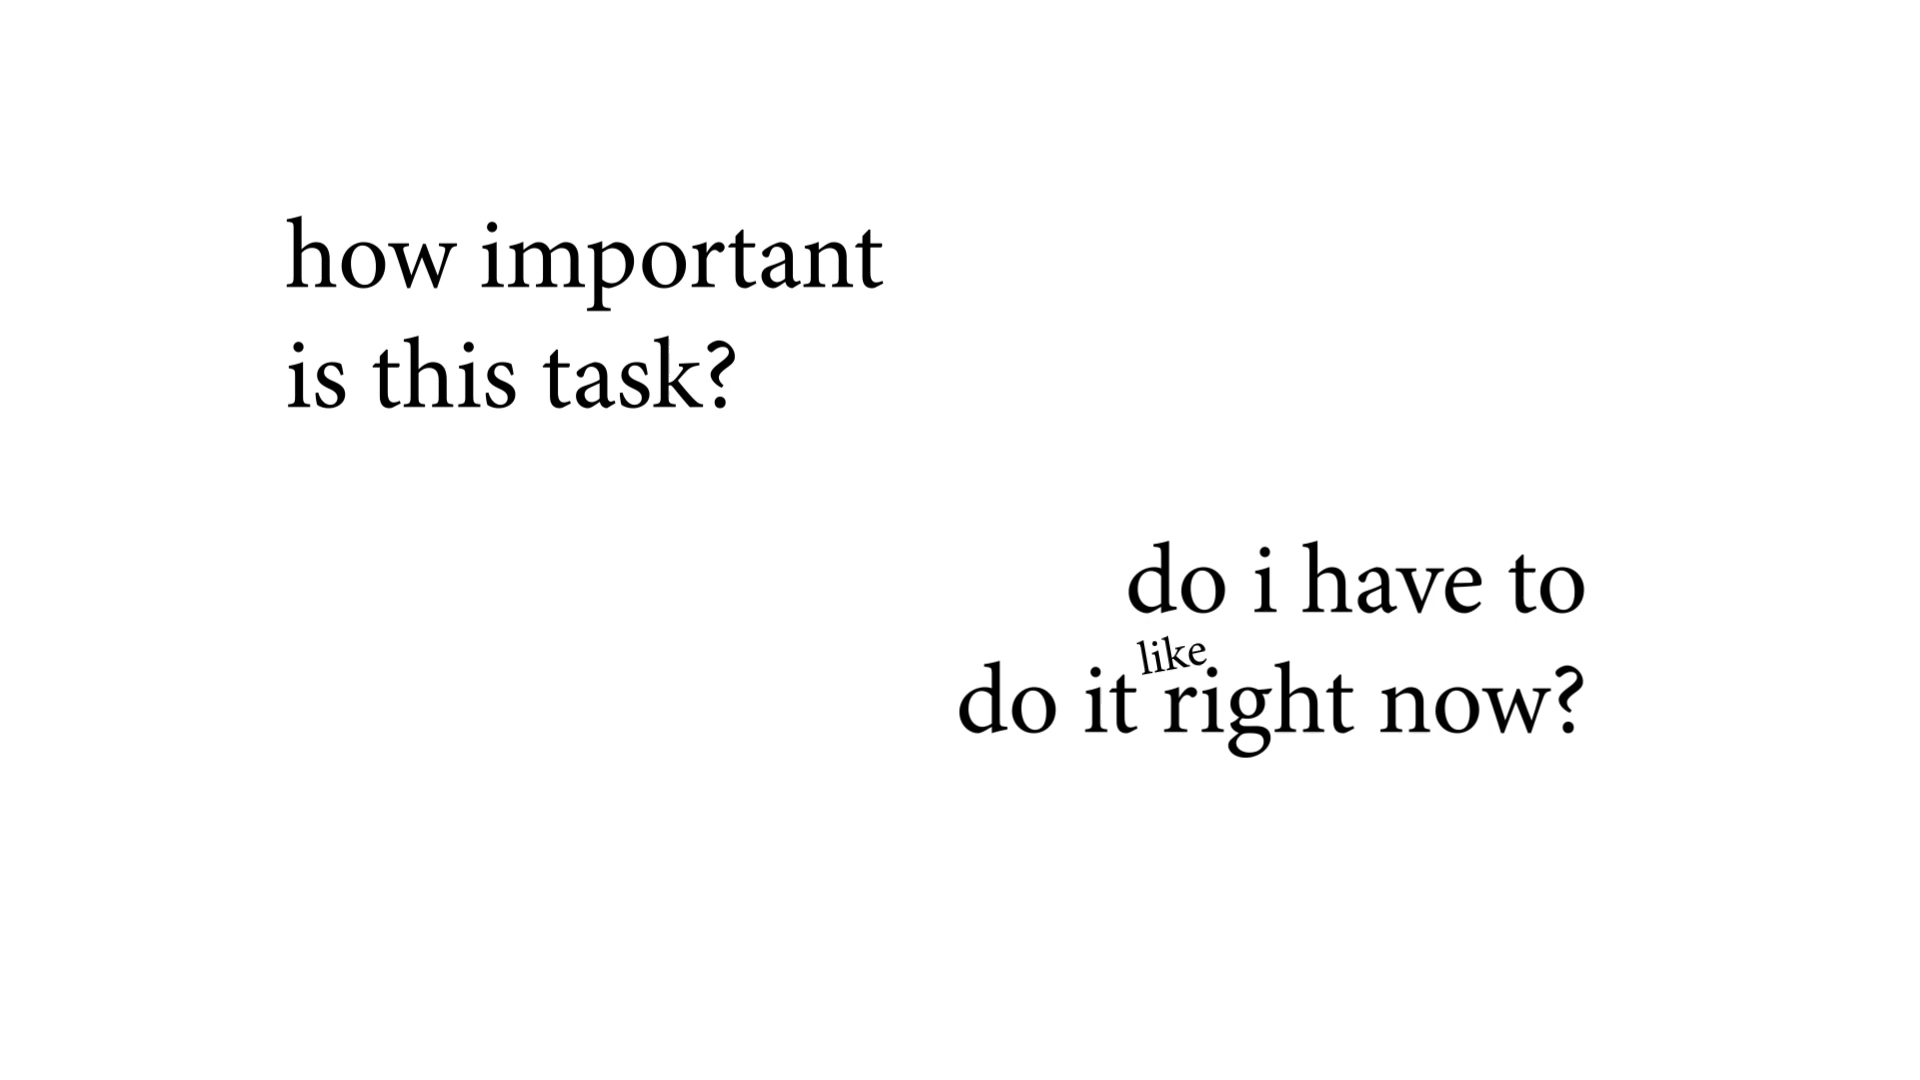 how important
is this task?
do i have to
like
do it right now?